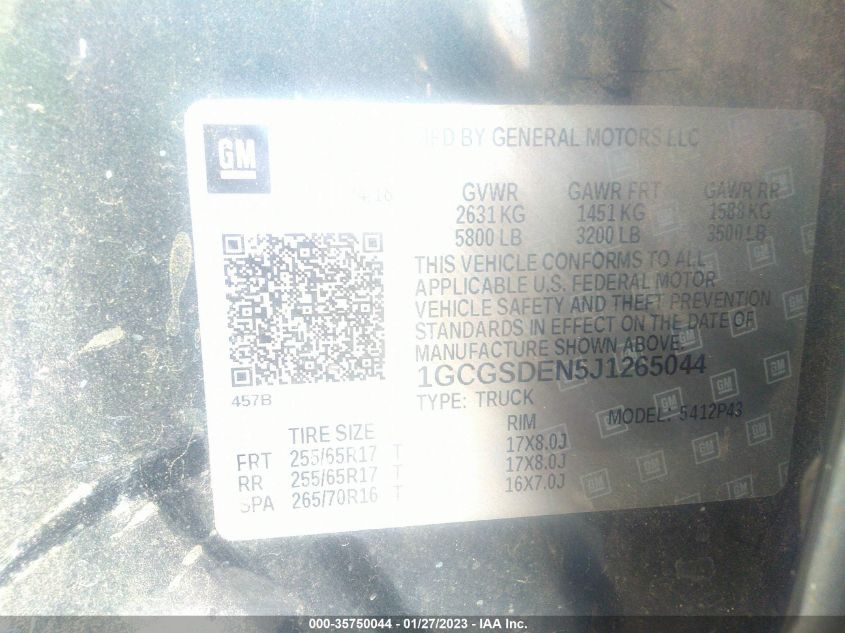 GM
MFD BY GENERAL MOTORS LLC
GVWR GAWR FRT GAWR RR
2631 KG 1451 KG 1588 KG
5800 LB 3200 LB 3500 LB
THIS VEHICLE CONFORMS TO ALL
APPLICABLE U.S. FEDERAL MOTOR
VEHICLE SAFETY AND THEFT PREVENTION
STANDARDS IN EFFECT ON THE DATE OF
MANUFACTURE SHOWN ABOVE.
1GCGSDEN5J1265044
457B
TYPE: TRUCK MODEL: 5412P43
TIRE SIZE RIM
FRT 255/65R17 T 17X8.0J
RR 255/65R17 T 17X8.0J
SPA 265/70R16 T 16X7.0J
000-35750044 - 01/27/2023 - IAA Inc.